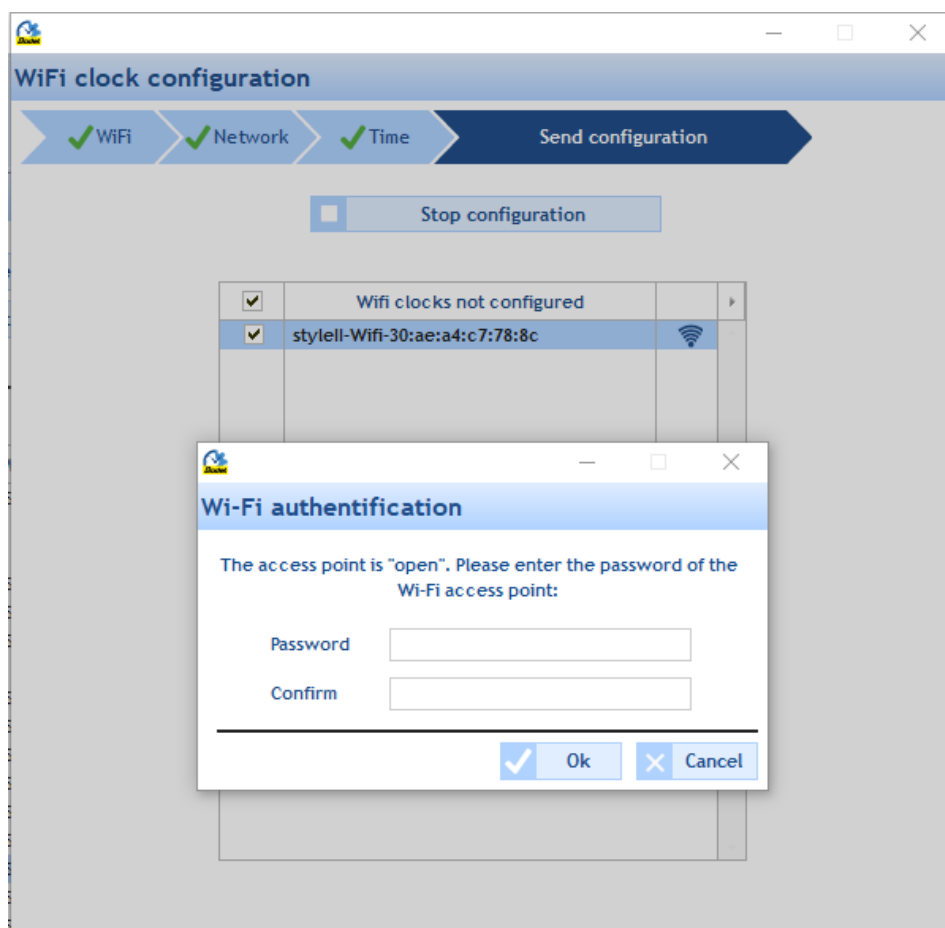 WiFi clock configuration
WiFi Network Time Send configuration
Stop configuration
Wifi clocks not configured
styleII-Wifi-30:ae:a4:c7:78:8c
Bodet
Wi-Fi authentification
The access point is "open". Please enter the password of the
Wi-Fi access point:
Password
Confirm
Ok Cancel